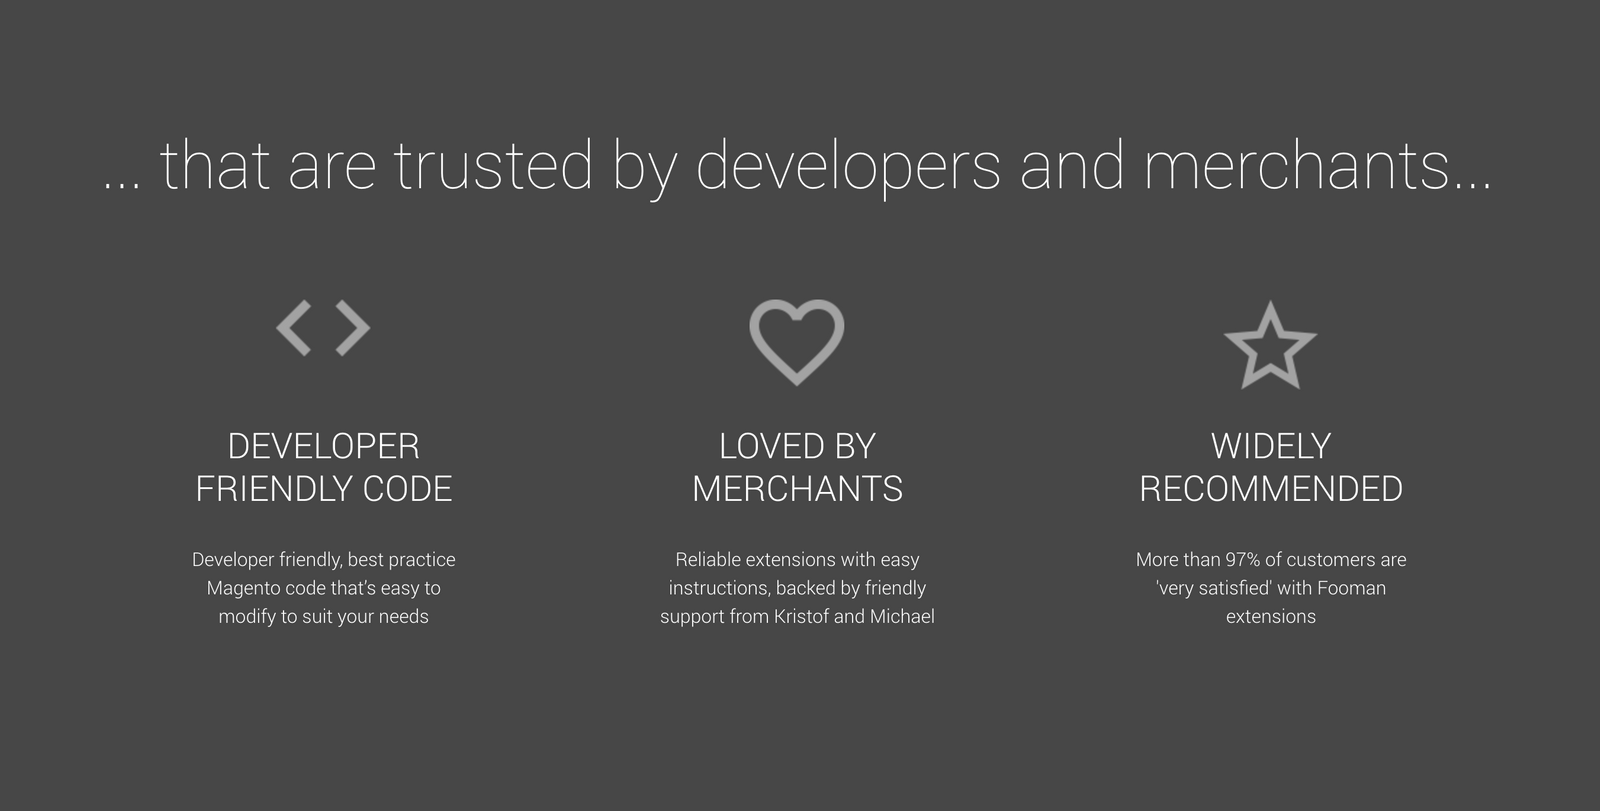 ... that are trusted by developers and merchants...
DEVELOPER
FRIENDLY CODE
Developer friendly, best practice
Magento code that's easy to
modify to suit your needs
LOVED BY
MERCHANTS
Reliable extensions with easy
instructions, backed by friendly
support from Kristof and Michael
WIDELY
RECOMMENDED
More than 97% of customers are
'very satisfied' with Fooman
extensions